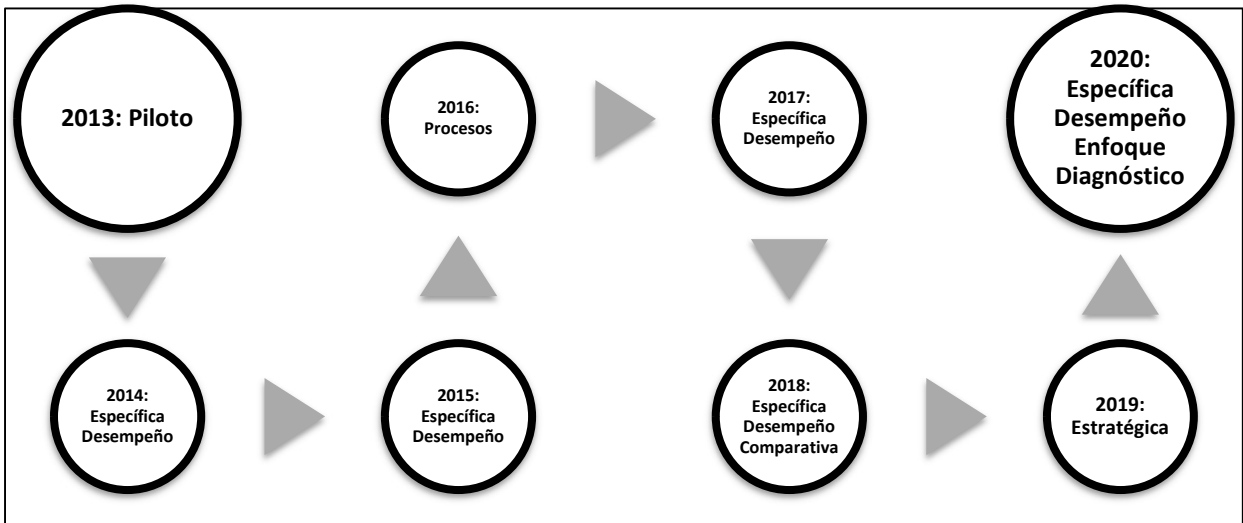 2013: Piloto
2014:
Específica
Desempeño
2015:
Específica
Desempeño
2016:
Procesos
2017:
Específica
Desempeño
2018:
Específica
Desempeño
Comparativa
2019:
Estratégica
2020:
Específica
Desempeño
Enfoque
Diagnóstico